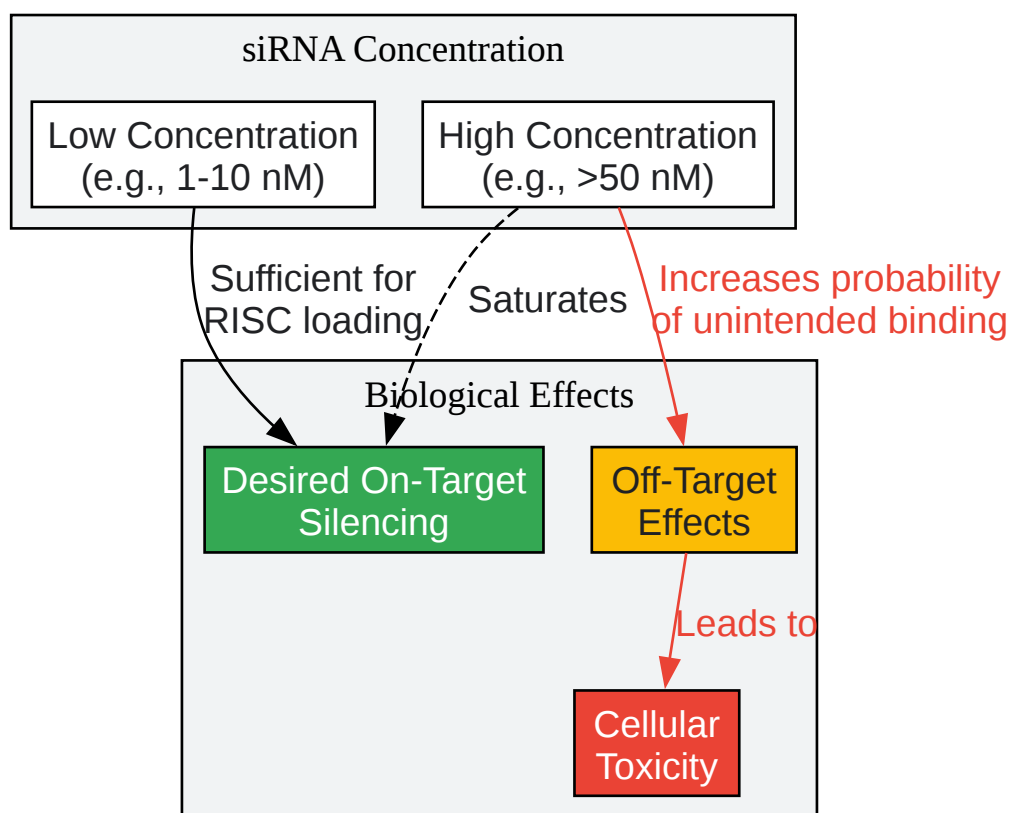 siRNA Concentration
Low Concentration
(e.g., 1-10 nM)
High Concentration
(e.g., >50 nM)
Sufficient for
RISC loading
Saturates
Increases probability
of unintended binding
Biological Effects
Desired On-Target
Silencing
Off-Target
Effects
Leads to
Cellular
Toxicity